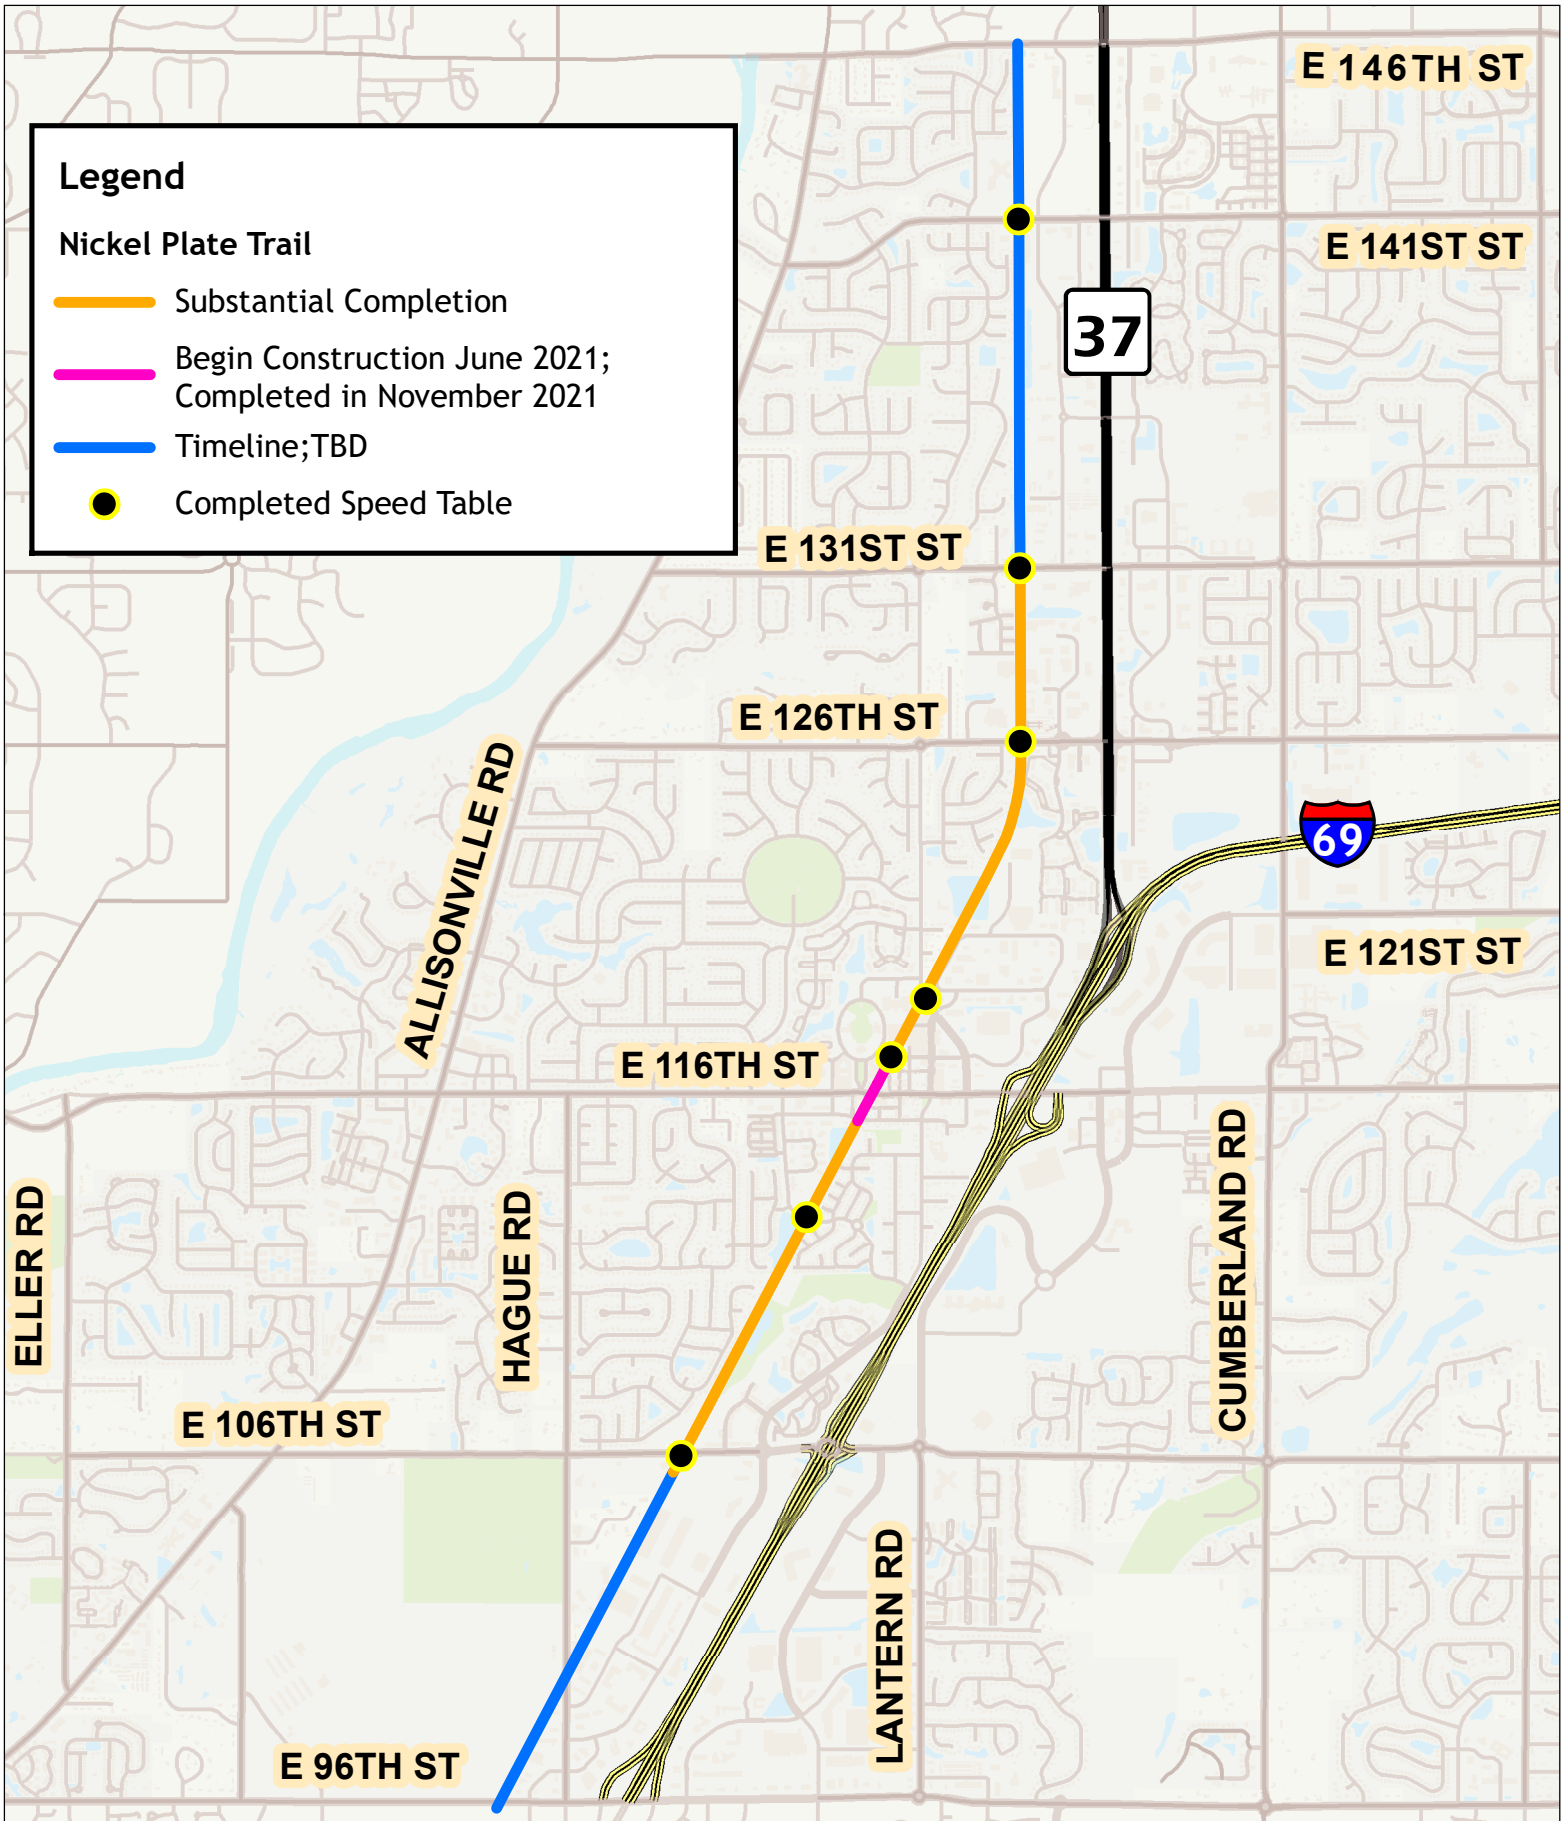 E 146TH ST
Legend
Nickel Plate Trail
Substantial Completion
Begin Construction June 2021;
Completed in November 2021
Timeline;TBD
Completed Speed Table
E 141ST ST
37
E 131ST ST
E 126TH ST
ALLISONVILLE RD
69
E 121ST ST
E 116TH ST
ELLER RD
HAGUE RD
CUMBERLAND RD
E 106TH ST
LANTERN RD
E 96TH ST